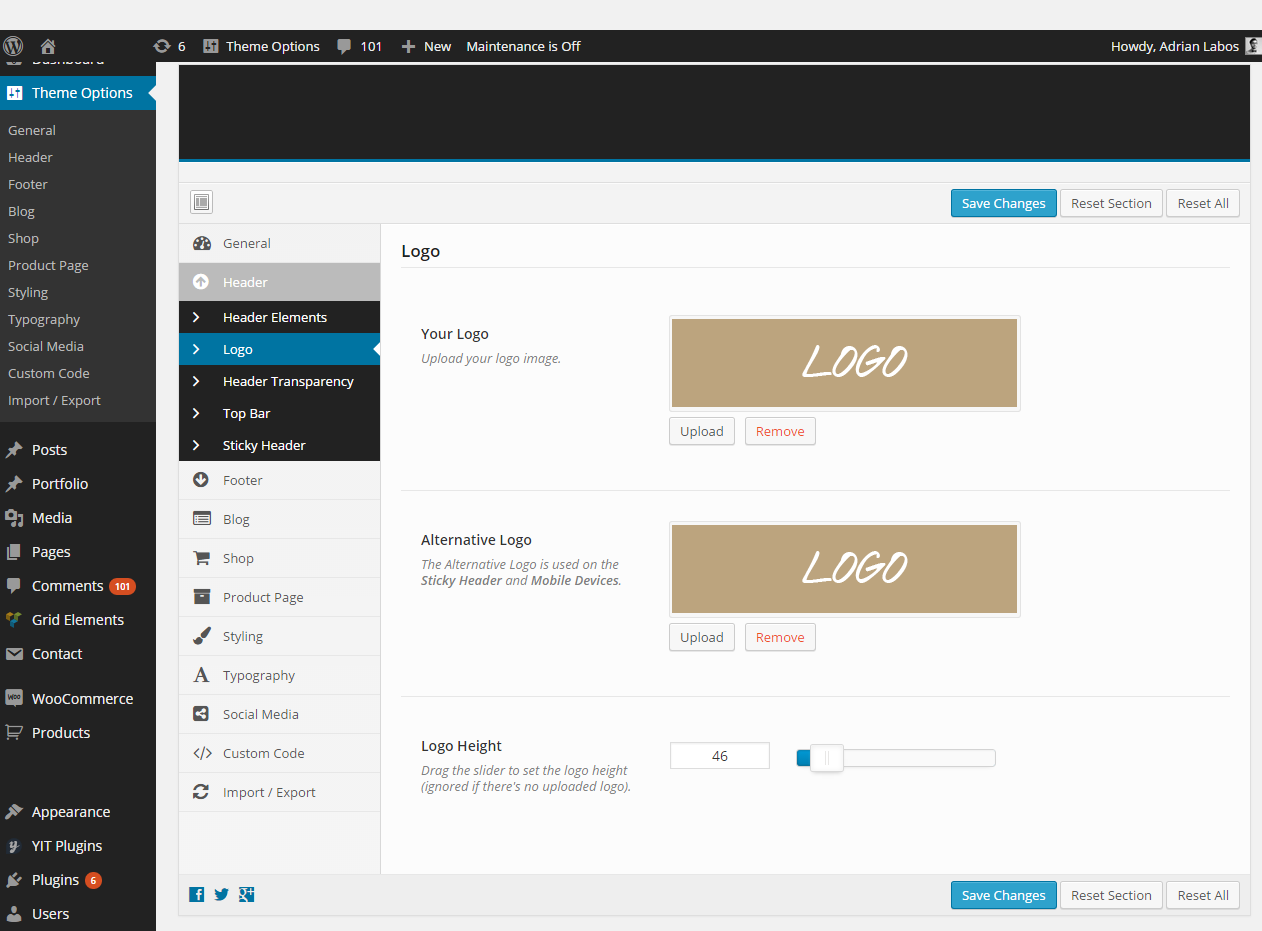 6 Theme Options 101 New Maintenance is Off Howdy, Adrian Labos
Dashboard
Theme Options
General
Header
Footer
Blog
Shop
Product Page
Styling
Typography
Social Media
Custom Code
Import / Export
Posts
Portfolio
Media
Pages
Comments 101
Grid Elements
Contact
WOO WooCommerce
Products
Appearance
YIT Plugins
Plugins 6
Users
Save Changes Reset Section Reset All
General
Header
Header Elements
Logo
Header Transparency
Top Bar
Sticky Header
Footer
Blog
Shop
Product Page
Styling
Typography
Social Media
Custom Code
Import / Export
Logo
Your Logo
Upload your logo image.
LOGO
Upload Remove
Alternative Logo
The Alternative Logo is used on the
Sticky Header and Mobile Devices.
LOGO
Upload Remove
Logo Height
Drag the slider to set the logo height
(ignored if there's no uploaded logo).
46
Save Changes Reset Section Reset All